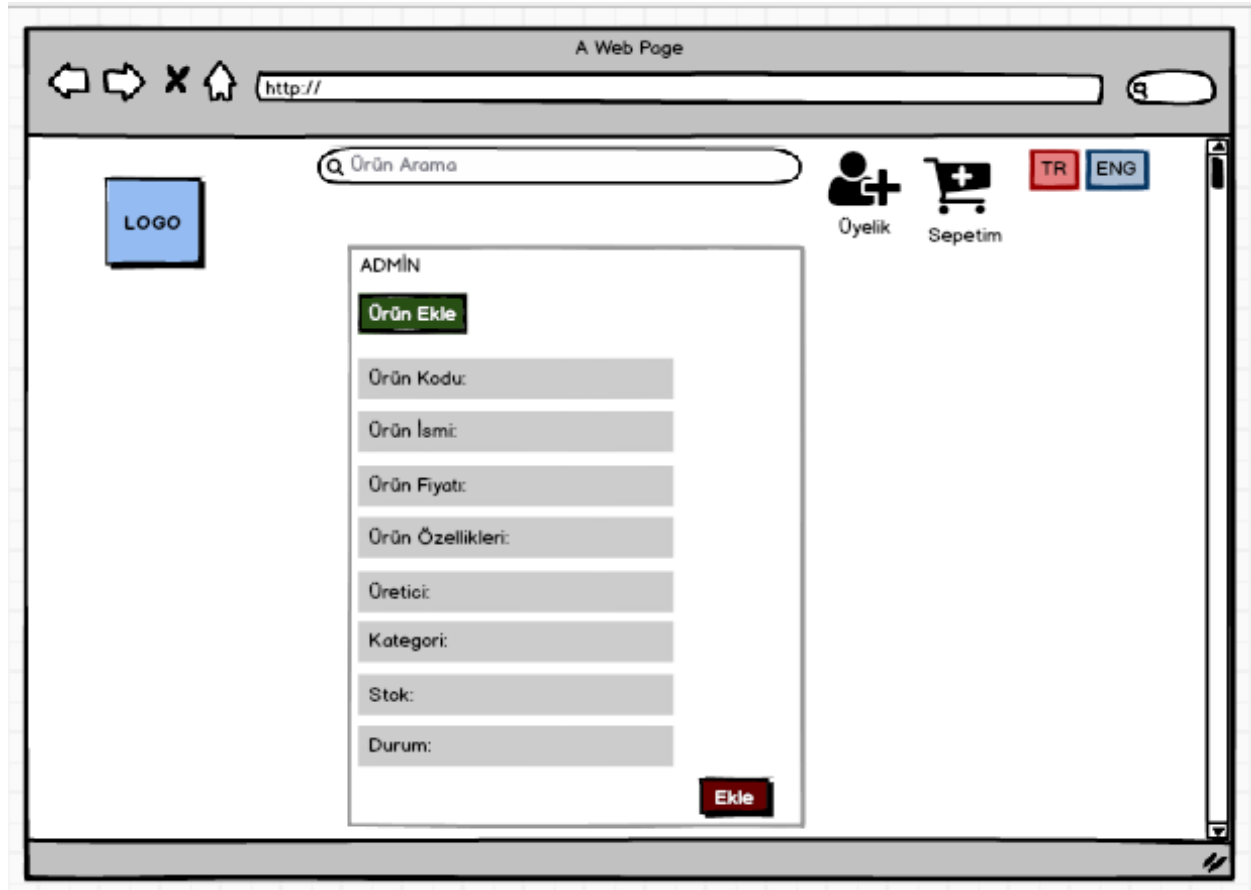 A Web Page
http://
Ürün Arama
TR
ENG
LOGO
Üyelik
Sepetim
ADMİN
Ürün Ekle
Ürün Kodu:
Ürün İsmi:
Ürün Fiyatı:
Ürün Özellikleri:
Üretici:
Kategori:
Stok:
Durum:
Ekle